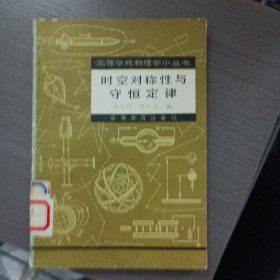 高等学校物理学小丛书
时空对称性与
守恒定律
编
高等教育出版社